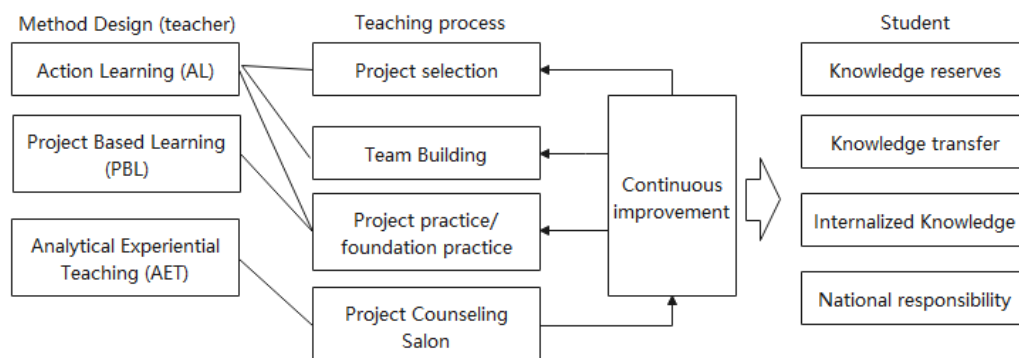 Method Design (teacher)
Teaching process
Student
Action Learning (AL)
Project selection
Knowledge reserves
Project Based Learning
(PBL)
Team Building
Knowledge transfer
Continuous
improvement
Project practice/
foundation practice
Internalized Knowledge
Analytical Experiential
Teaching (AET)
National responsibility
Project Counseling
Salon